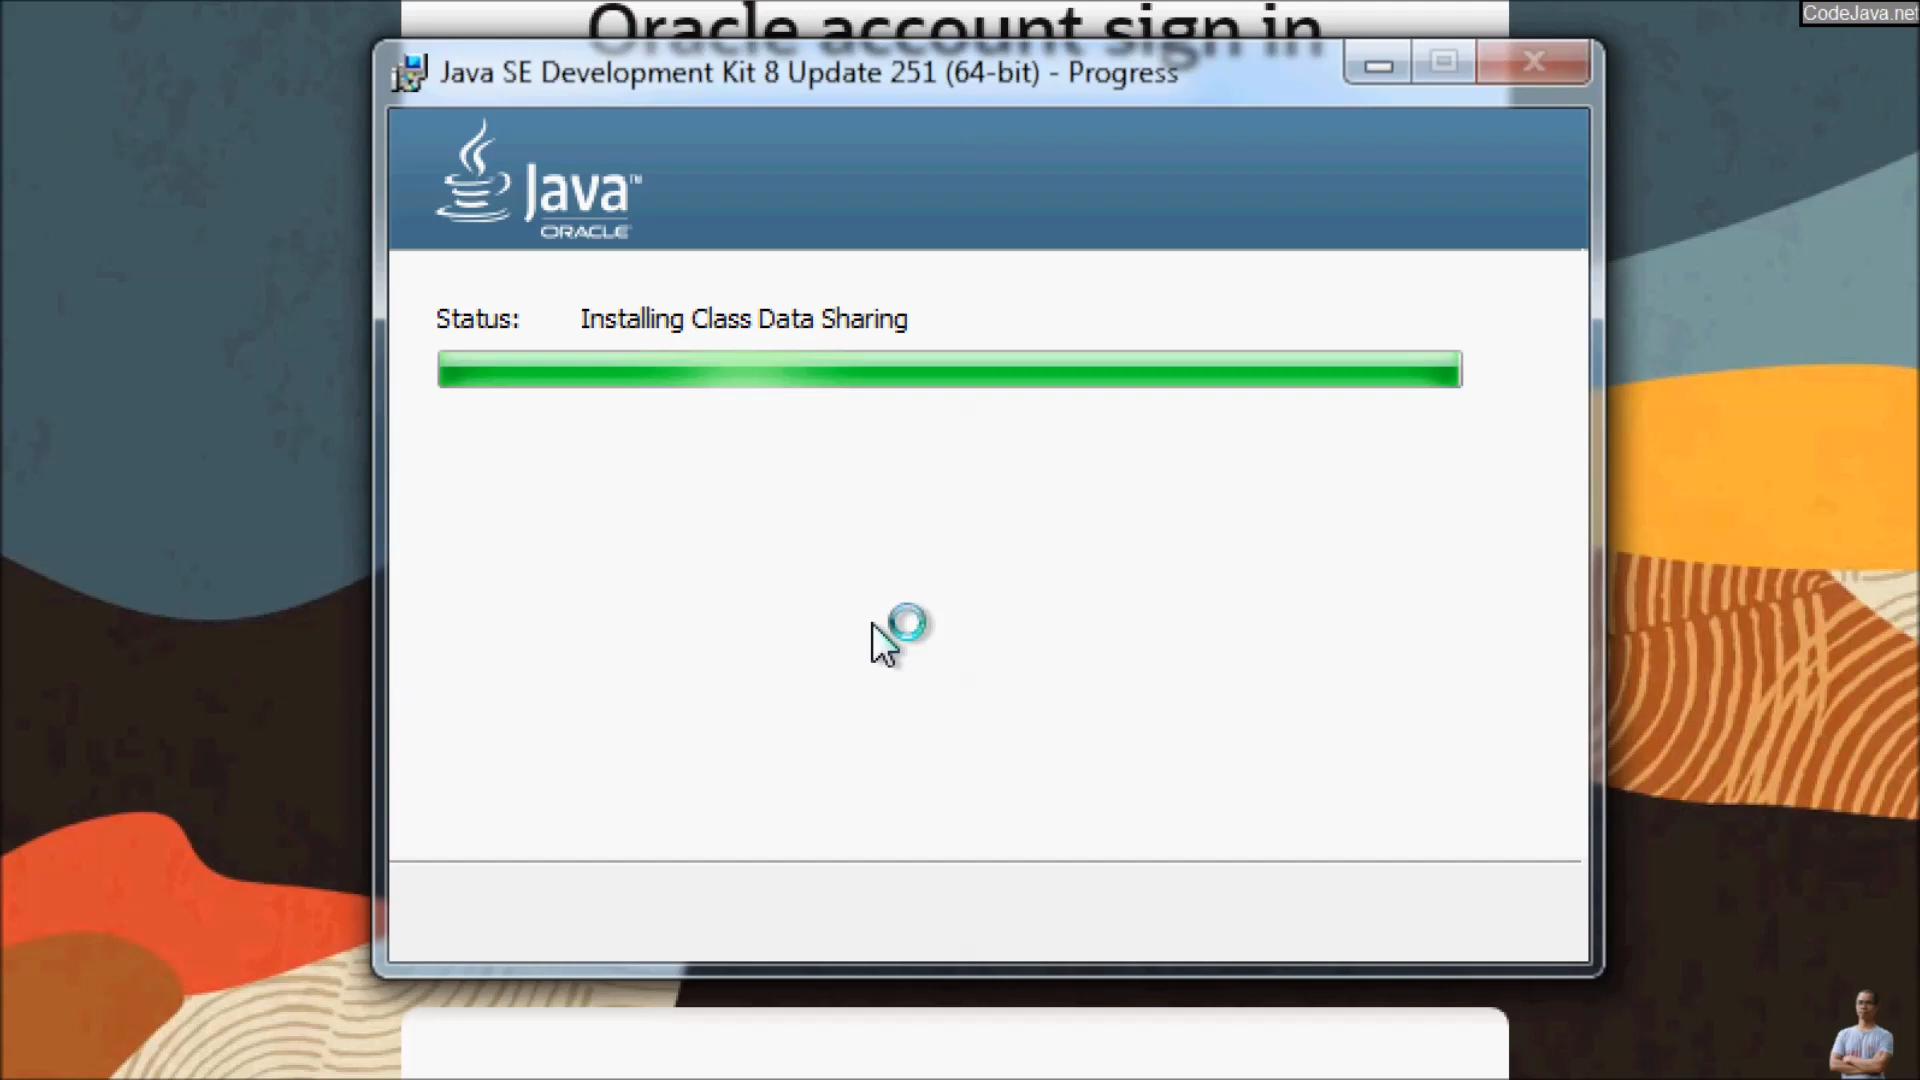 CodeJava.net
Oracle account sign in
Java SE Development Kit 8 Update 251 (64-bit) - Progress
Java™
ORACLE
Status: Installing Class Data Sharing